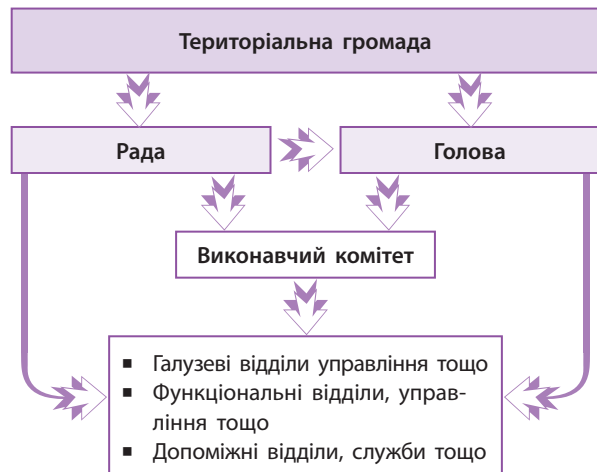 Територіальна громада
Рада
Голова
Виконавчий комітет
▪ Галузеві відділи управління тощо
▪ Функціональні відділи, управ-
ління тощо
▪ Допоміжні відділи, служби тощо